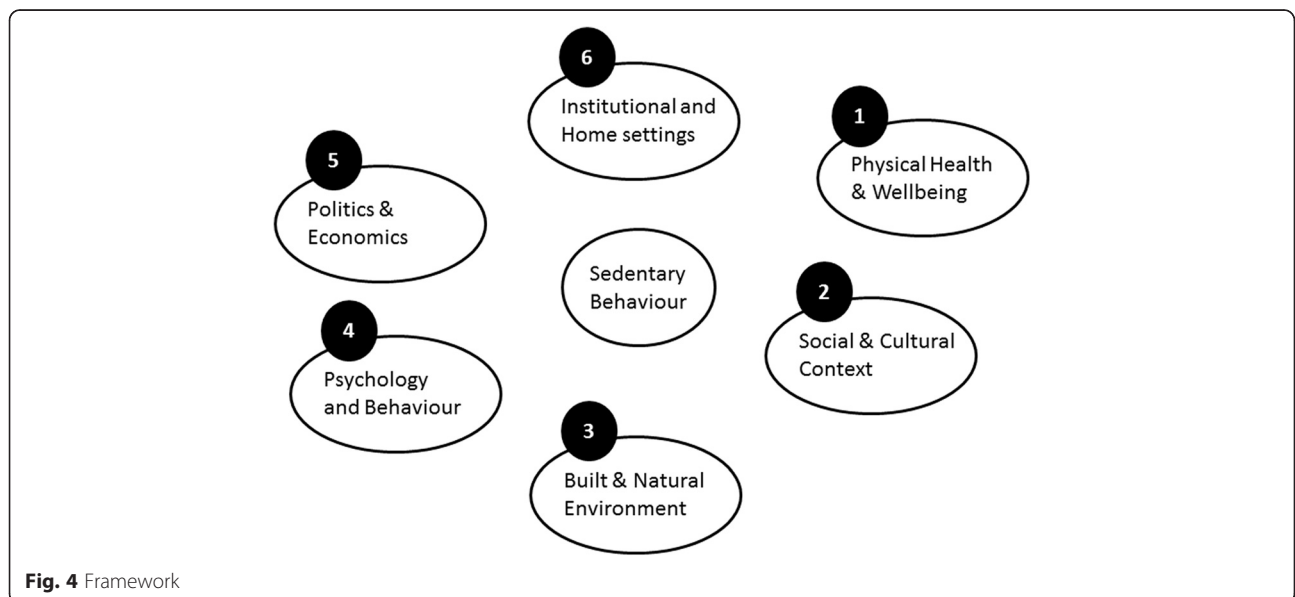 6
Institutional and
Home settings
1
Physical Health
& Wellbeing
5
Politics &
Economics
Sedentary
Behaviour
2
Social & Cultural
Context
4
Psychology
and Behaviour
3
Built & Natural
Environment
Fig. 4 Framework